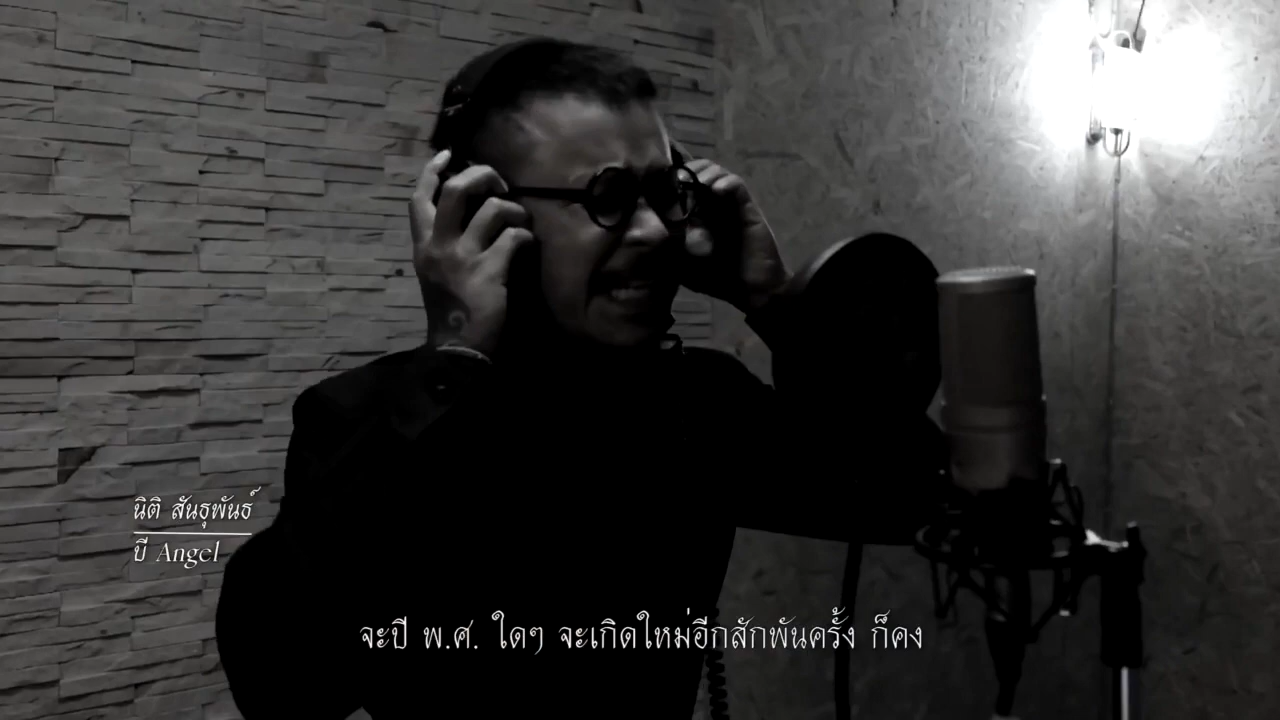 นิติ สันธุพันธ์
บี Angel
จะปี พ.ศ. ใดๆ จะเกิดใหม่อีกสักพันครั้ง ก็คง